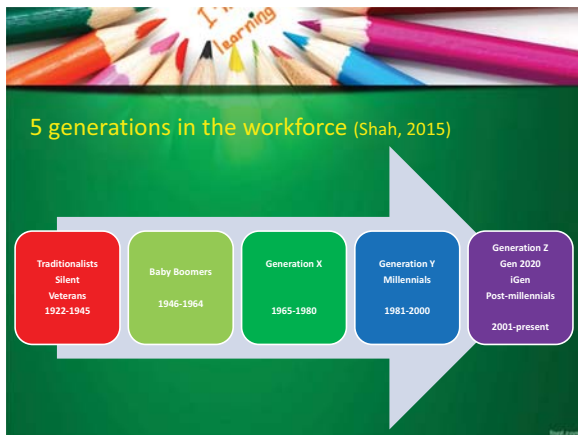 learning
5 generations in the workforce (Shah, 2015)
Traditionalists
Silent
Veterans
1922-1945
Baby Boomers
1946-1964
Generation X
1965-1980
Generation Y
Millennials
1981-2000
Generation Z
Gen 2020
iGen
Post-millennials
2001-present